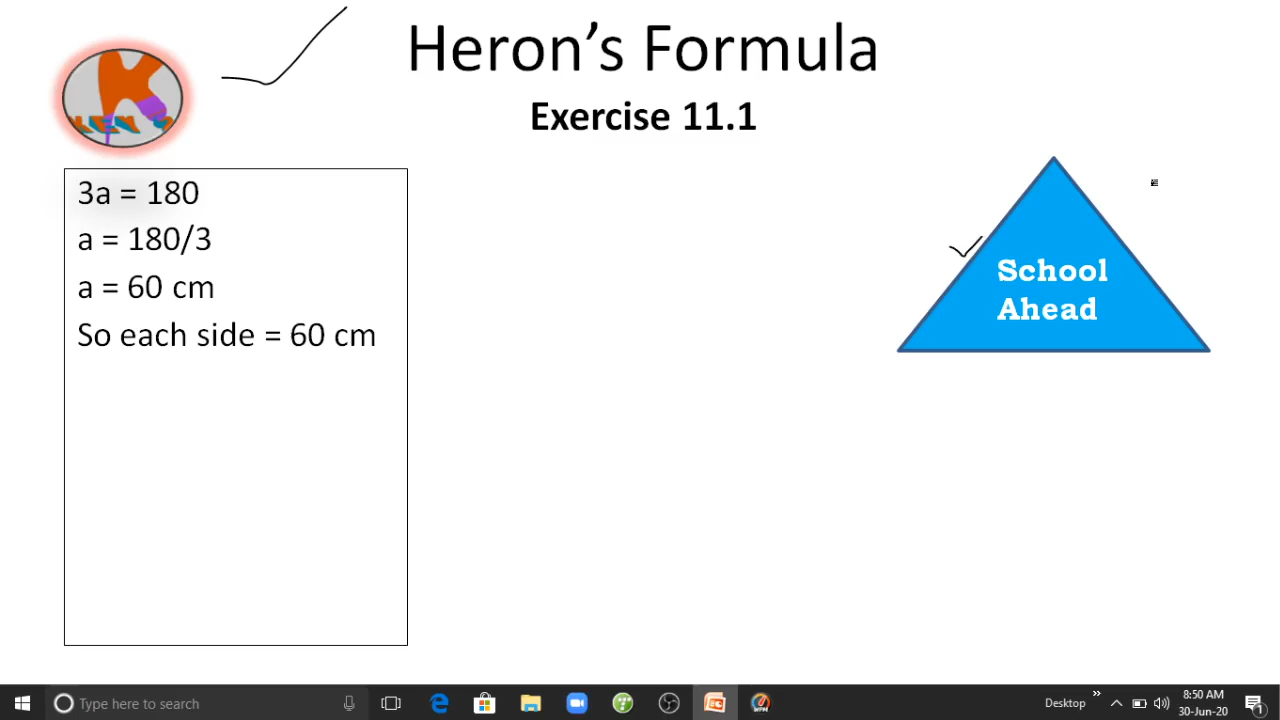 Heron’s Formula
Exercise 11.1
3a = 180
a = 180/3
a = 60 cm
So each side = 60 cm
School
Ahead
Type here to search
Desktop
8:50 AM
30-Jun-20